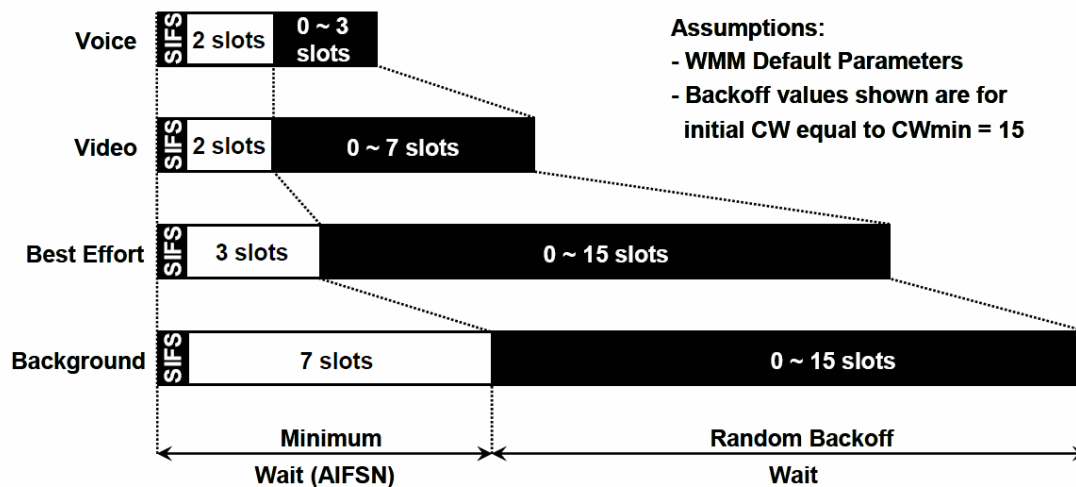 Voice
SIFS
2 slots
0 ~ 3
slots
Assumptions:
- WMM Default Parameters
- Backoff values shown are for
initial CW equal to CWmin = 15
Video
SIFS
2 slots
0 ~ 7 slots
Best Effort
SIFS
3 slots
0 ~ 15 slots
Background
SIFS
7 slots
0 ~ 15 slots
Minimum
Wait (AIFSN)
Random Backoff
Wait